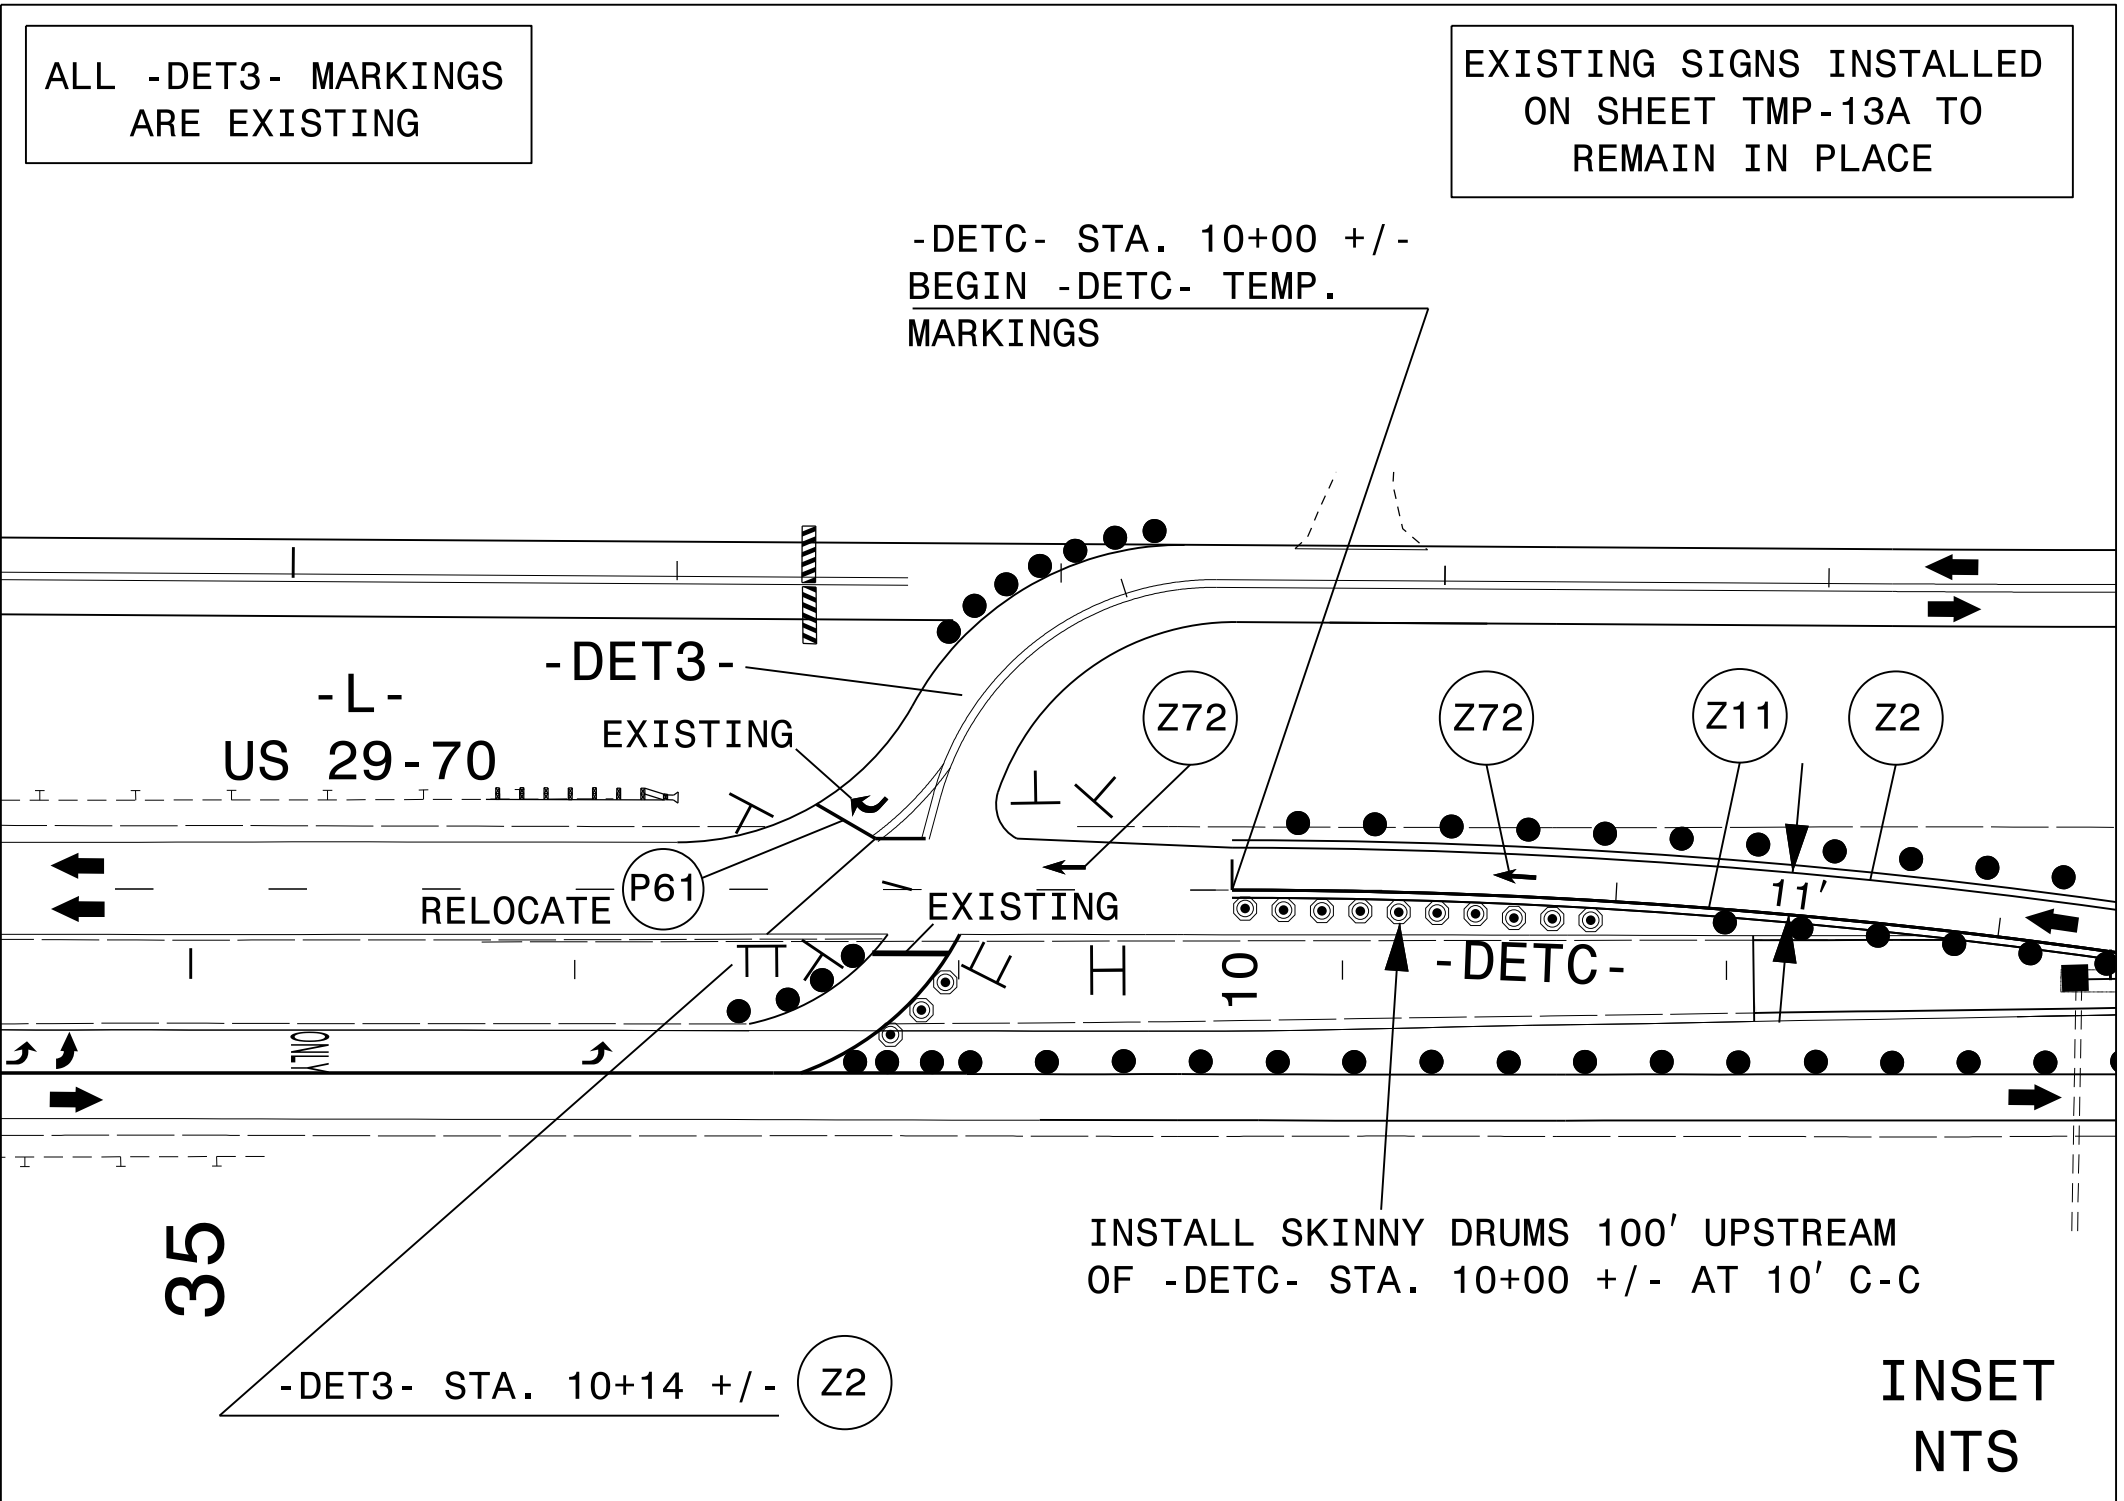 ALL -DET3- MARKINGS
ARE EXISTING
EXISTING SIGNS INSTALLED
ON SHEET TMP-13A TO
REMAIN IN PLACE
-DETC- STA. 10+00 +/-
BEGIN -DETC- TEMP.
MARKINGS
-DET3-
-L-
US 29-70
EXISTING
Z72
Z72
Z11
Z2
RELOCATE
P61
EXISTING
11'
10
-DETC-
ONLY
35
INSTALL SKINNY DRUMS 100' UPSTREAM
OF -DETC- STA. 10+00 +/- AT 10' C-C
-DET3- STA. 10+14 +/-
Z2
INSET
NTS